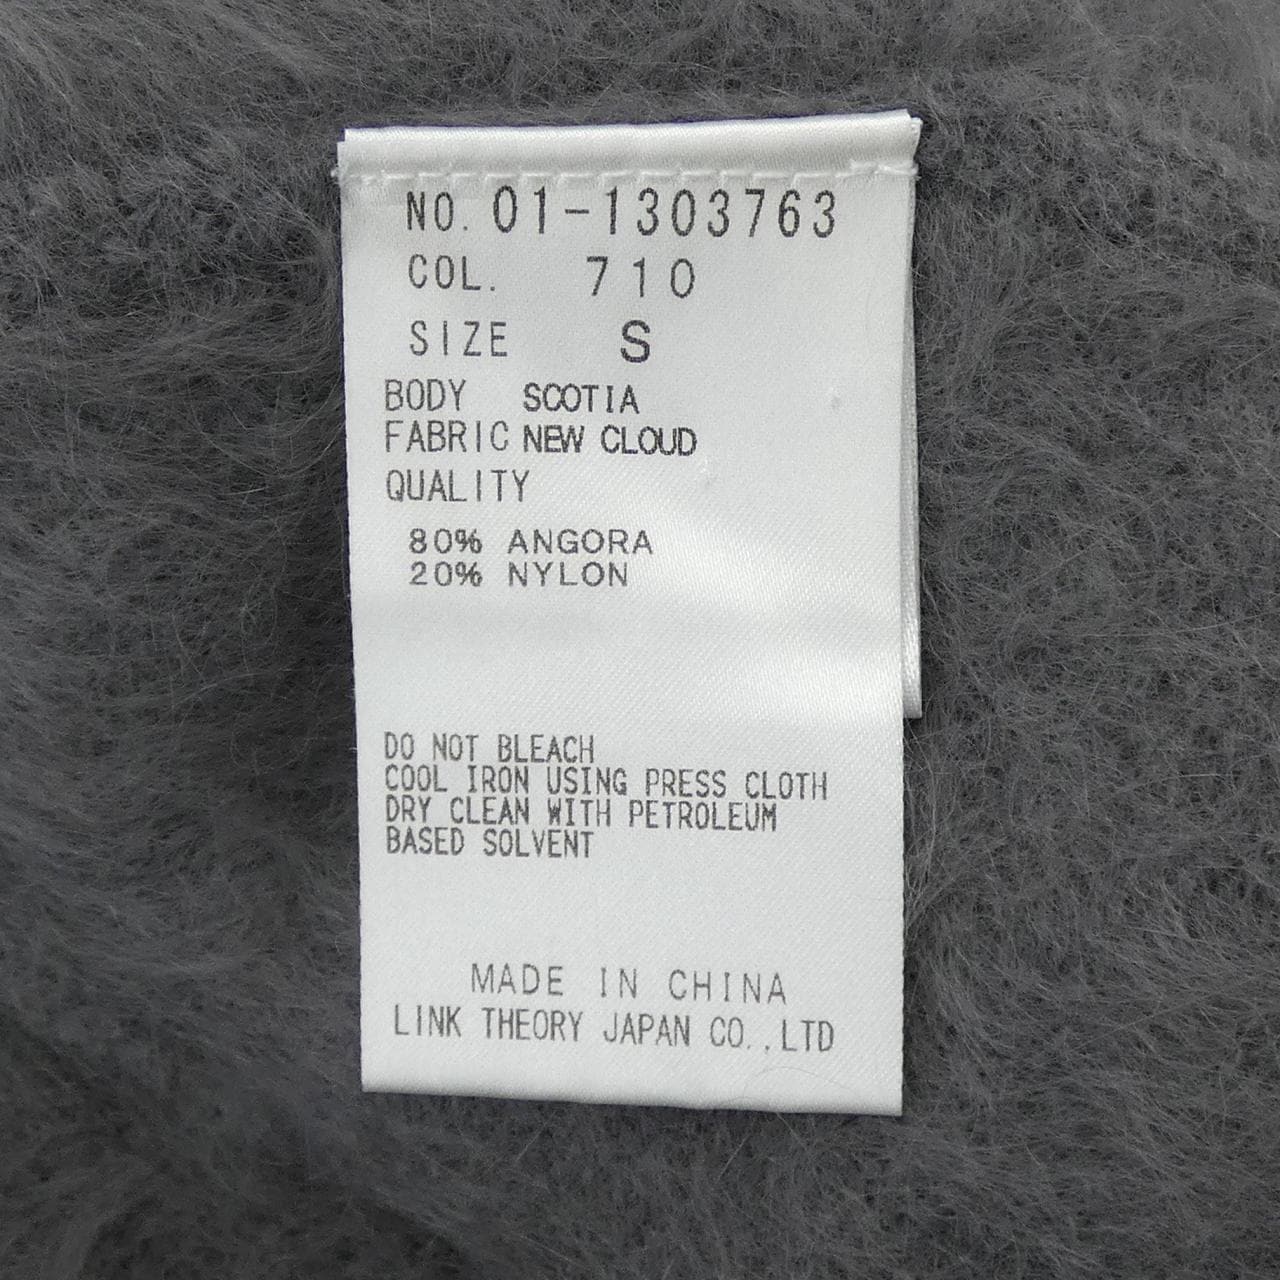 NO. 01-1303763
COL. 710
SIZE S
BODY SCOTIA
FABRIC NEW CLOUD
QUALITY
80% ANGORA
20% NYLON
DO NOT BLEACH
COOL IRON USING PRESS CLOTH
DRY CLEAN WITH PETROLEUM
BASED SOLVENT
MADE IN CHINA
LINK THEORY JAPAN CO.,LTD